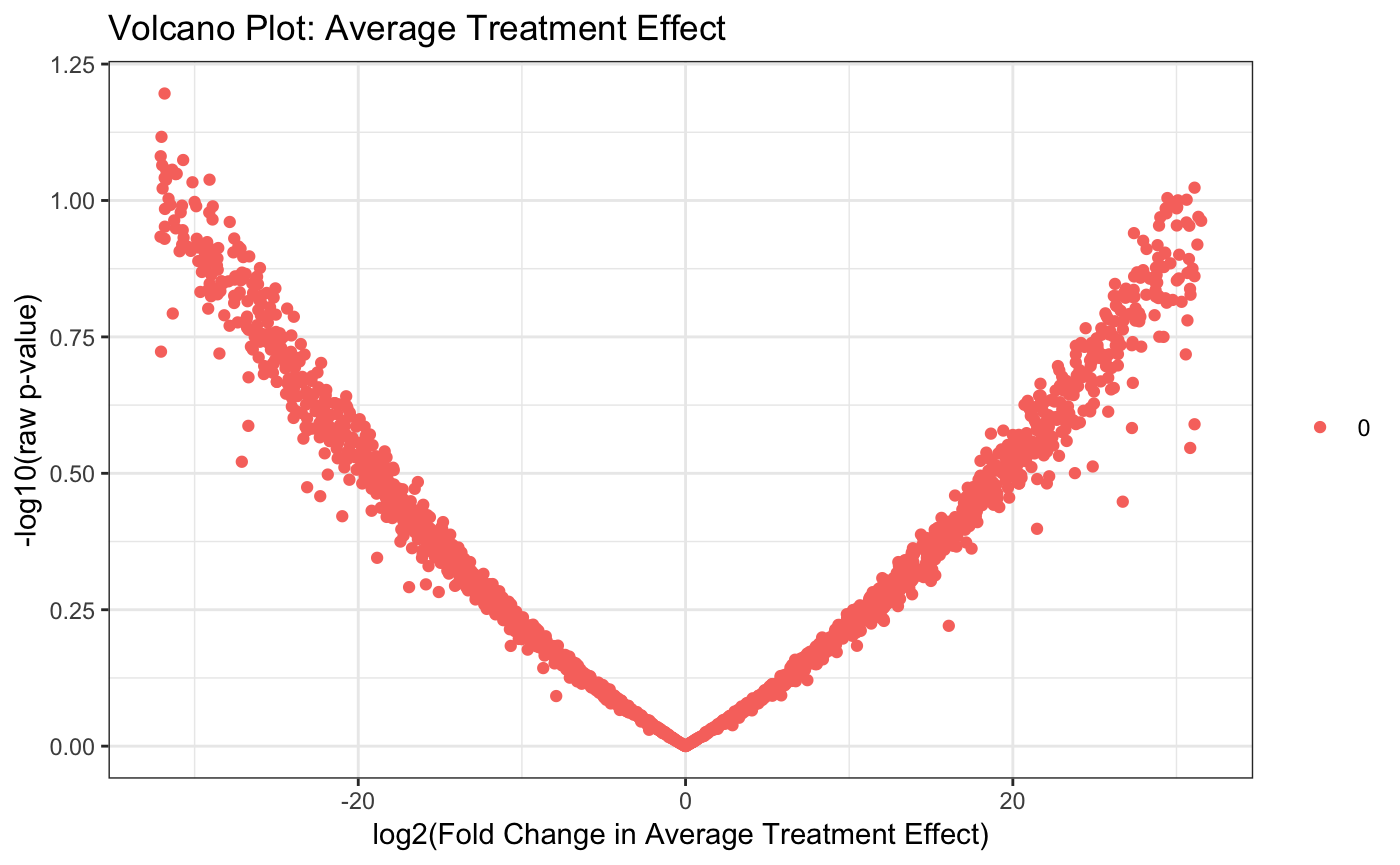 Volcano Plot: Average Treatment Effect
1.25
1.00
0.75
0.50
0.25
0.00
-log10(raw p-value)
-20 0 20
log2(Fold Change in Average Treatment Effect)
0